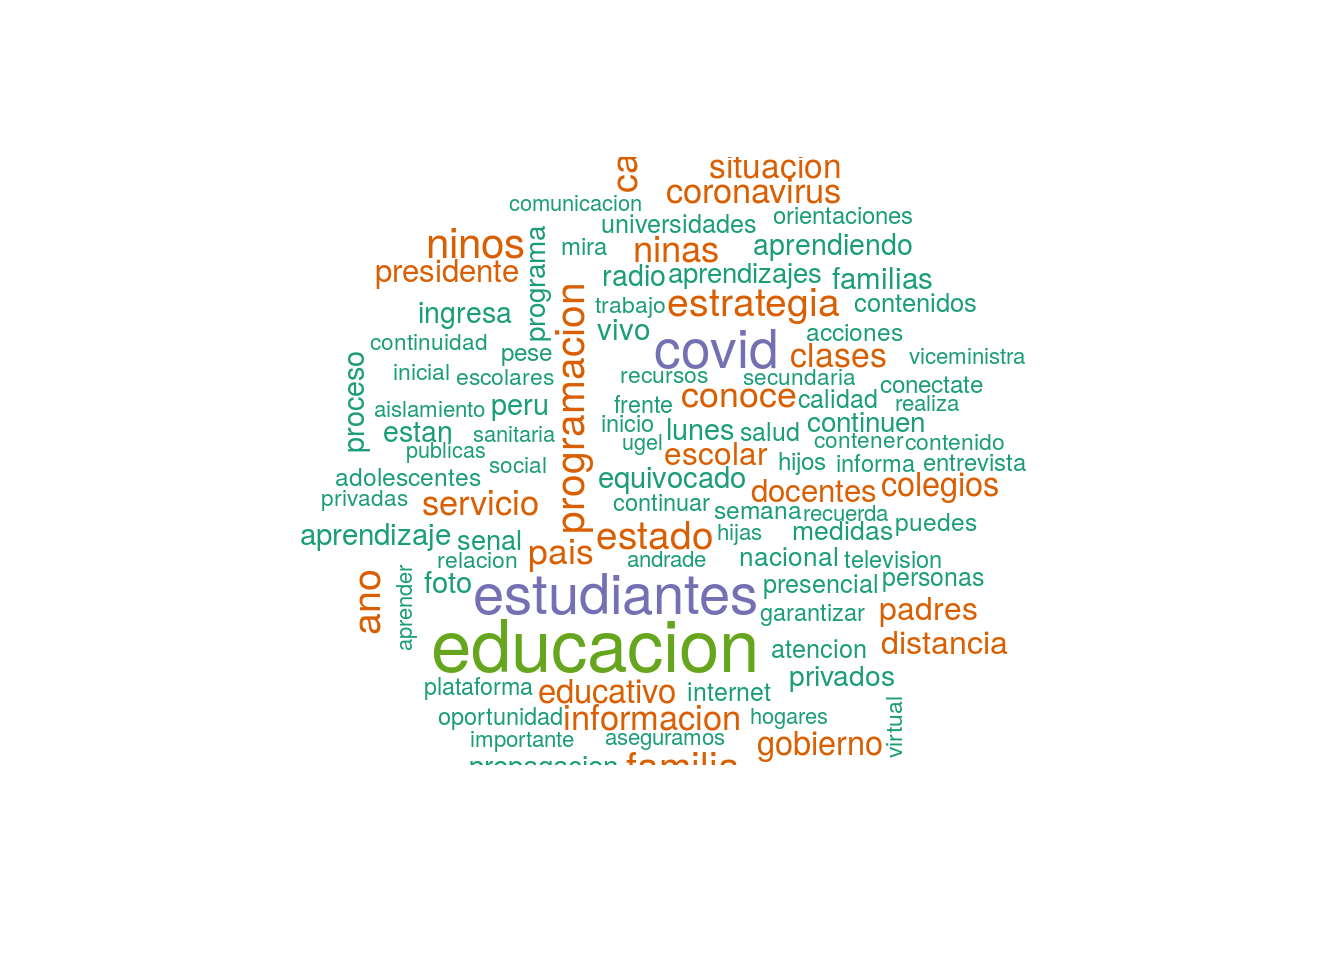 ca
situacion
coronavirus
comunicacion
universidades
orientaciones
ninos
programa
mira
ninas
aprendiendo
presidente
radio
aprendizajes
familias
ingresa
programacion
trabajo
estrategia
contenidos
vivo
acciones
continuidad
pese
covid
clases
viceministra
proceso
inicial
escolares
recursos
secundaria
conectate
aislamiento
peru
frente
conoce
calidad
realiza
estan
sanitaria
inicio
lunes
salud
continuen
publicas
ugel
contener
contenido
social
escolar
hijos
informa
entrevista
adolescentes
equivocado
docentes
colegios
privadas
servicio
continuar
semana
recuerda
puedes
aprendizaje
senal
estado
hijas
medidas
relacion
pais
andrade
nacional
television
ano
aprender
foto
estudiantes
presencial
personas
garantizar
padres
educacion
atencion
distancia
plataforma
educativo
internet
privados
oportunidad
informacion
hogares
virtual
importante
aseguramos
gobierno
propagacion
familia